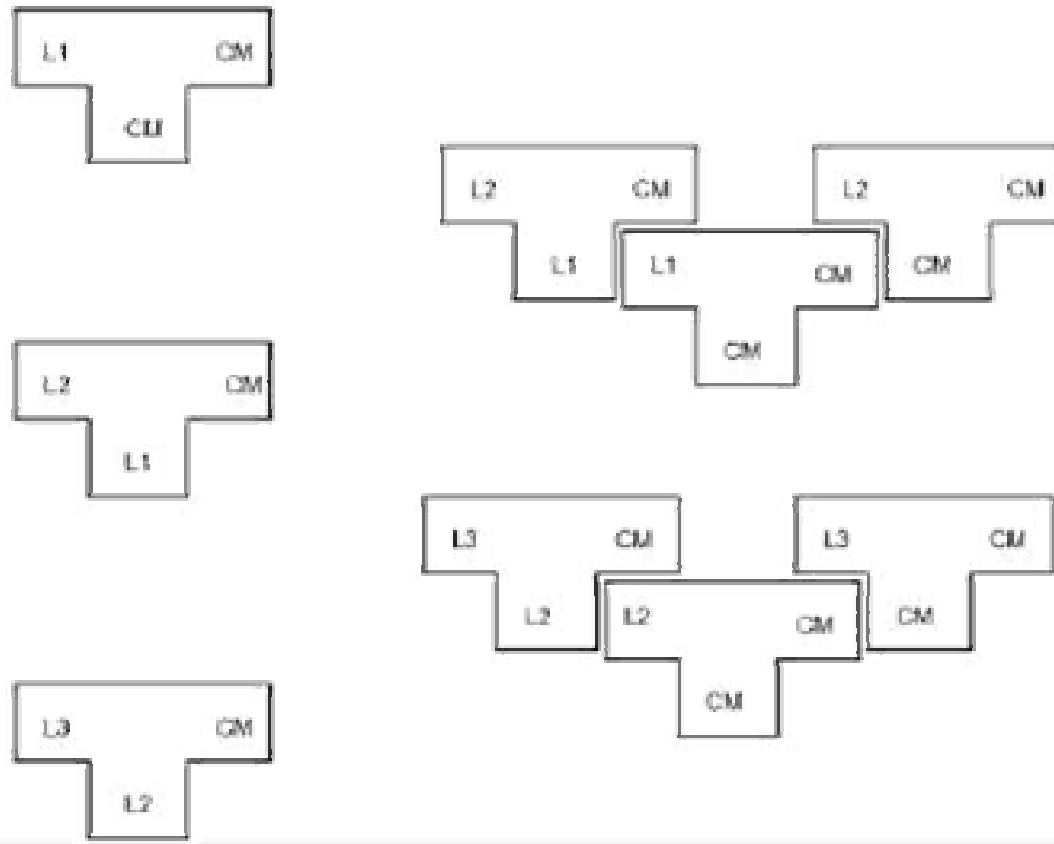 L1 CM
CM
L2 CM L2 CM
L1 L1 CM CM
CM
L2 CM
L1
L3 CM L3 CM
L2 L2 CM CM
CM
L3 CM
L2